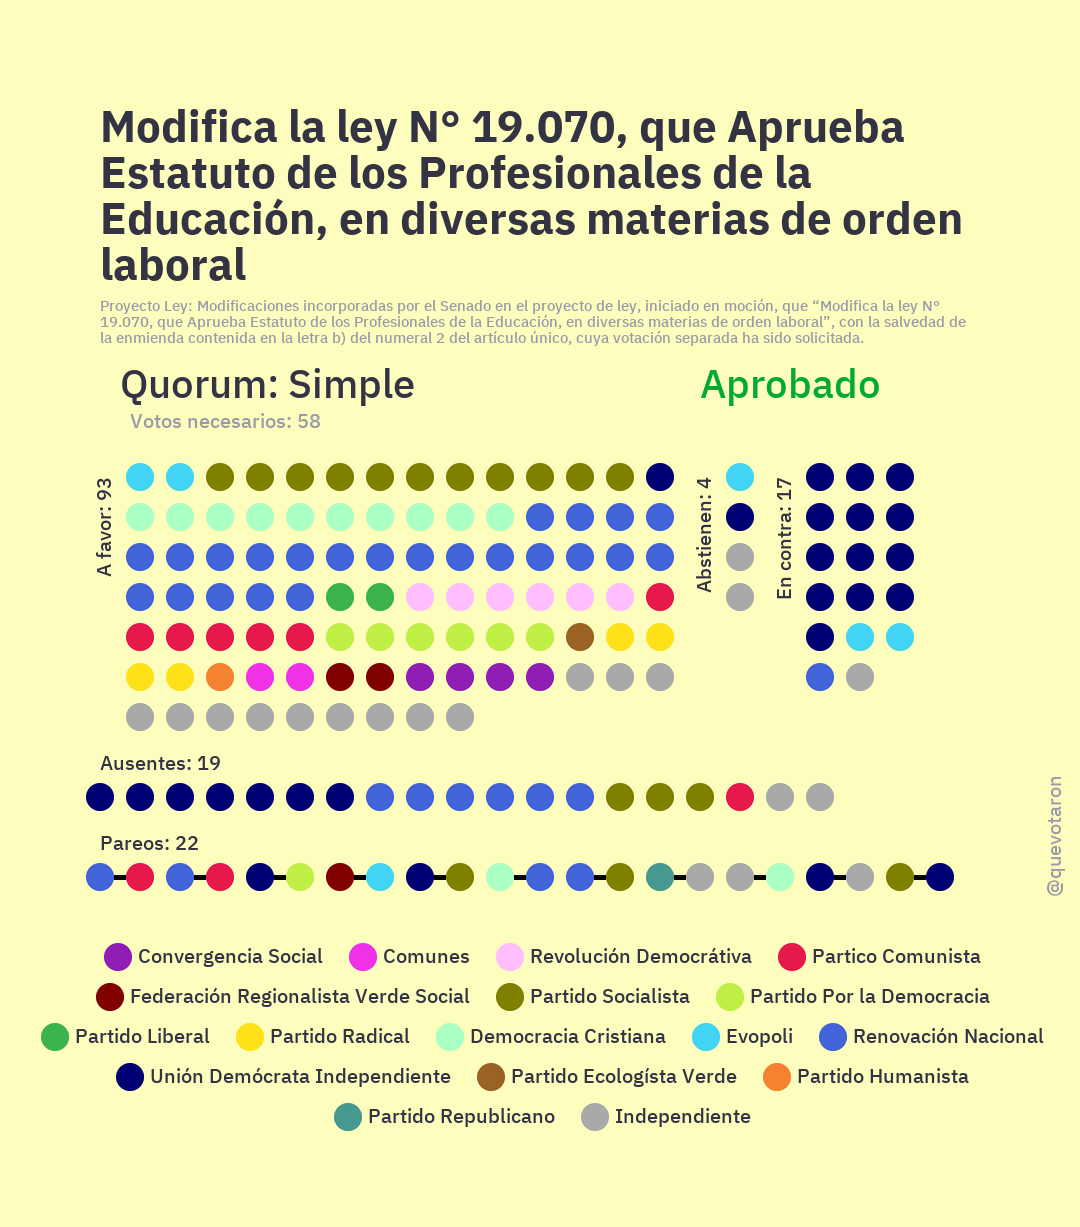 Modifica la ley N° 19.070, que Aprueba
Estatuto de los Profesionales de la
Educación, en diversas materias de orden
laboral
Proyecto Ley: Modificaciones incorporadas por el Senado en el proyecto de ley, iniciado en moción, que “Modifica la ley N°
19.070, que Aprueba Estatuto de los Profesionales de la Educación, en diversas materias de orden laboral”, con la salvedad de
la enmienda contenida en la letra b) del numeral 2 del artículo único, cuya votación separada ha sido solicitada.
Quorum: Simple
Aprobado
Votos necesarios: 58
A favor: 93
Abstienen: 4
En contra: 17
Ausentes: 19
Pareos: 22
@quevotaron
Convergencia Social Comunes Revolución Democrátiva Partico Comunista
Federación Regionalista Verde Social Partido Socialista Partido Por la Democracia
Partido Liberal Partido Radical Democracia Cristiana Evopoli Renovación Nacional
Unión Demócrata Independiente Partido Ecologísta Verde Partido Humanista
Partido Republicano Independiente